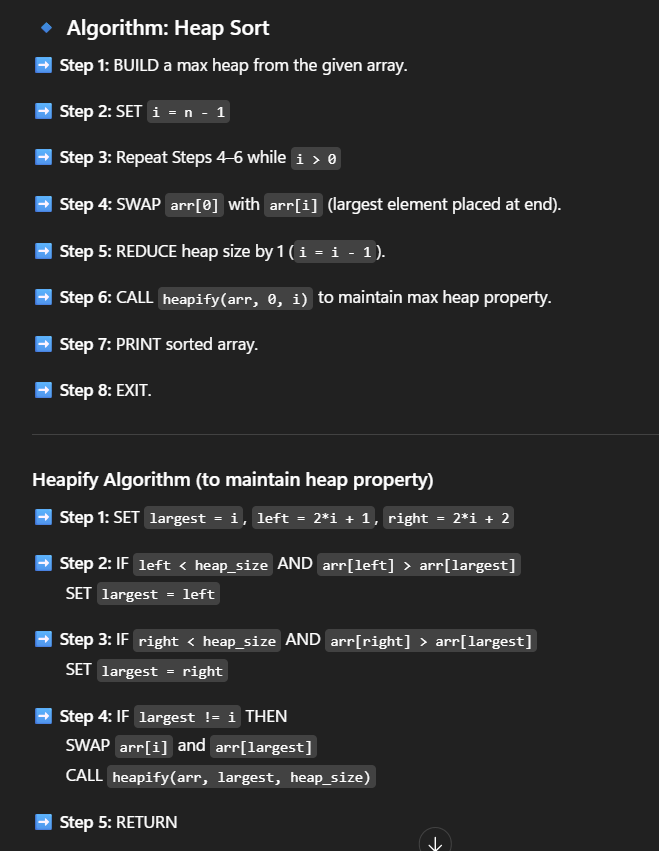 Algorithm: Heap Sort
Step 1: BUILD a max heap from the given array.
Step 2: SET i = n - 1
Step 3: Repeat Steps 4–6 while i > 0
Step 4: SWAP arr[0] with arr[i] (largest element placed at end).
Step 5: REDUCE heap size by 1 (i = i - 1).
Step 6: CALL heapify(arr, 0, i) to maintain max heap property.
Step 7: PRINT sorted array.
Step 8: EXIT.
Heapify Algorithm (to maintain heap property)
Step 1: SET largest = i, left = 2*i + 1, right = 2*i + 2
Step 2: IF left < heap_size AND arr[left] > arr[largest]
SET largest = left
Step 3: IF right < heap_size AND arr[right] > arr[largest]
SET largest = right
Step 4: IF largest != i THEN
SWAP arr[i] and arr[largest]
CALL heapify(arr, largest, heap_size)
Step 5: RETURN